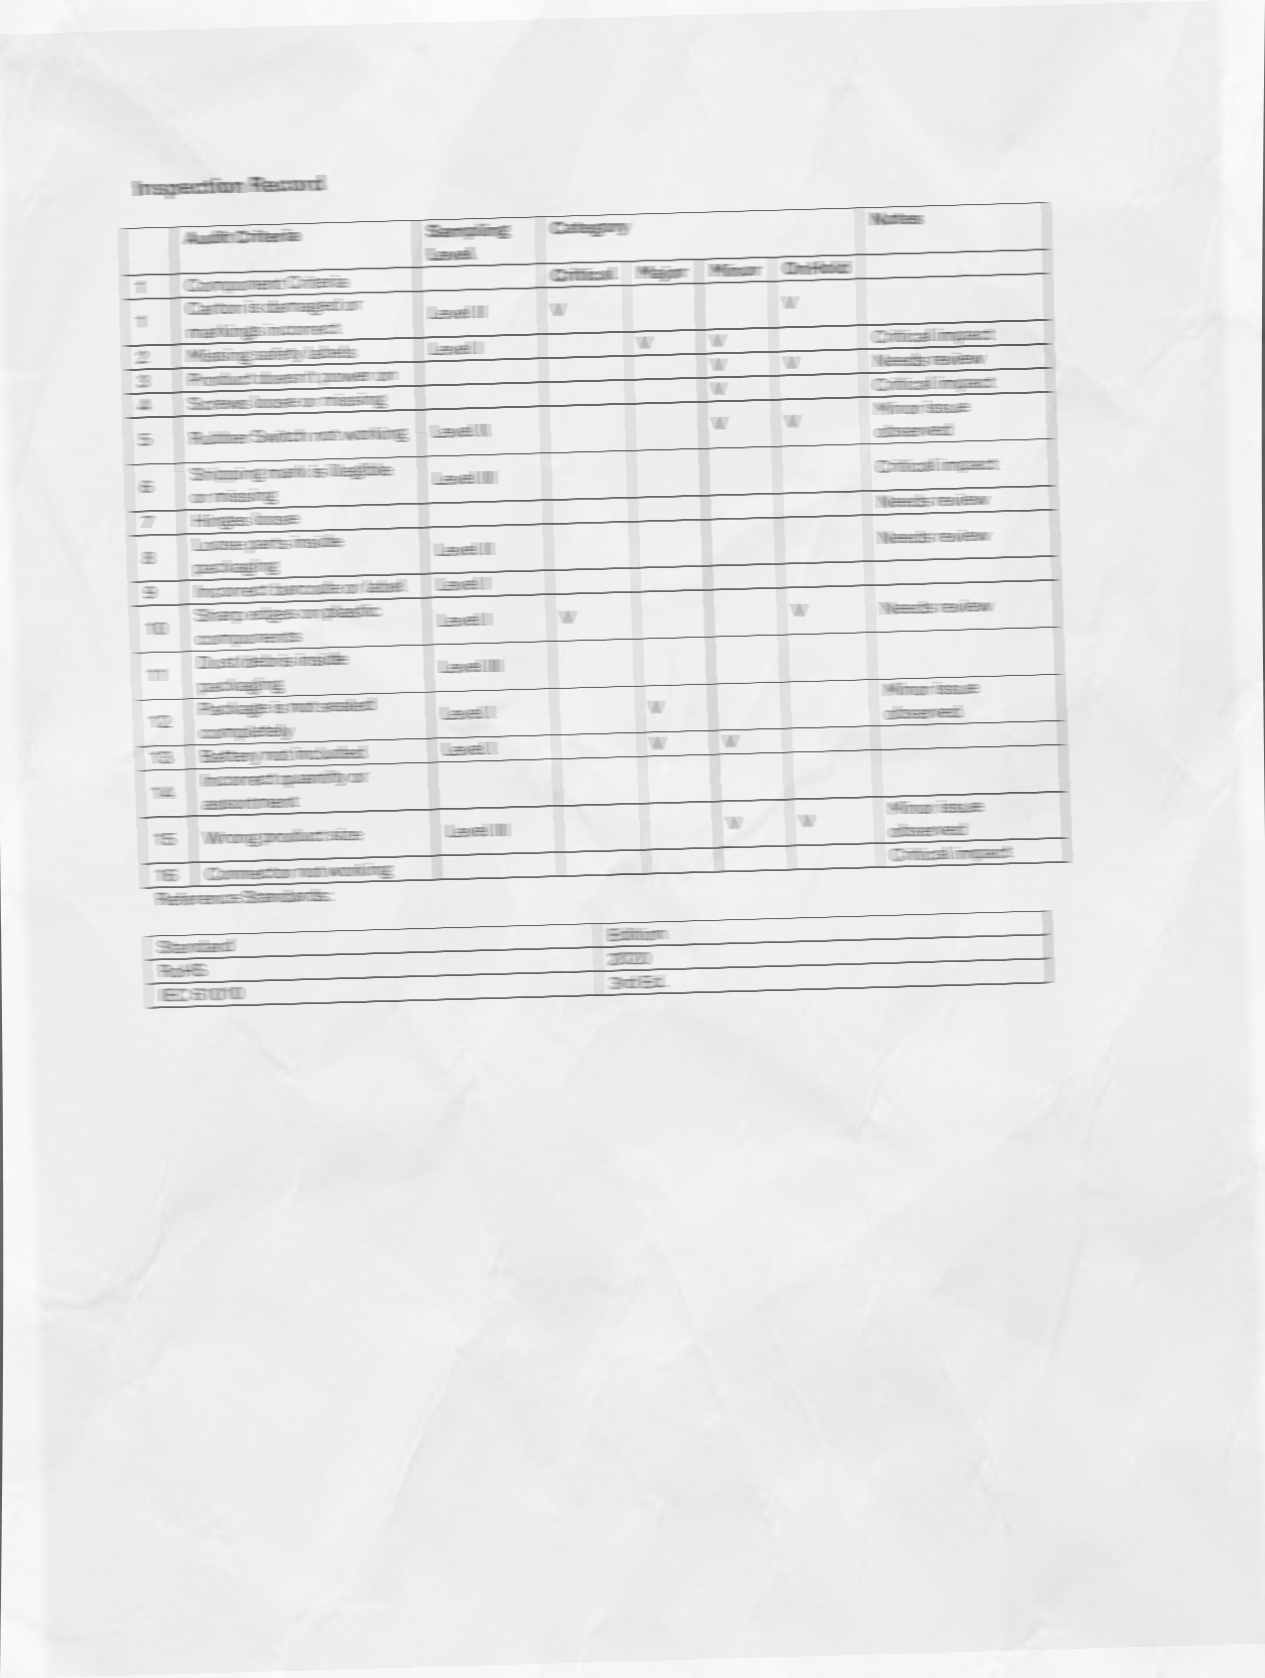 Inspection Record
Audit Criteria Sampling Level Category Notes
1 Component Criteria Critical Major Minor On Hold
1 Carton is damaged or markings incorrect Level II
2 Missing safety labels Level I Critical impact
3 Product doesn't power on Needs review
4 Screws loose or missing Critical impact
5 Rubber Switch not working Level II Minor issue observed
6 Shipping mark is illegible or missing Level III Critical impact
7 Hinges loose Needs review
8 Loose parts inside packaging Level II Needs review
9 Incorrect barcode or label Level I
10 Sharp edges on plastic components Level I Needs review
11 Dust/debris inside packaging Level III
12 Package is not sealed completely Level I Minor issue observed
13 Battery not included Level I
14 Incorrect quantity or assortment
15 Wrong product size Level III Minor issue observed
16 Connector not working Critical impact
Reference Standards:
Standard Edition
RoHS
3rd Ed.